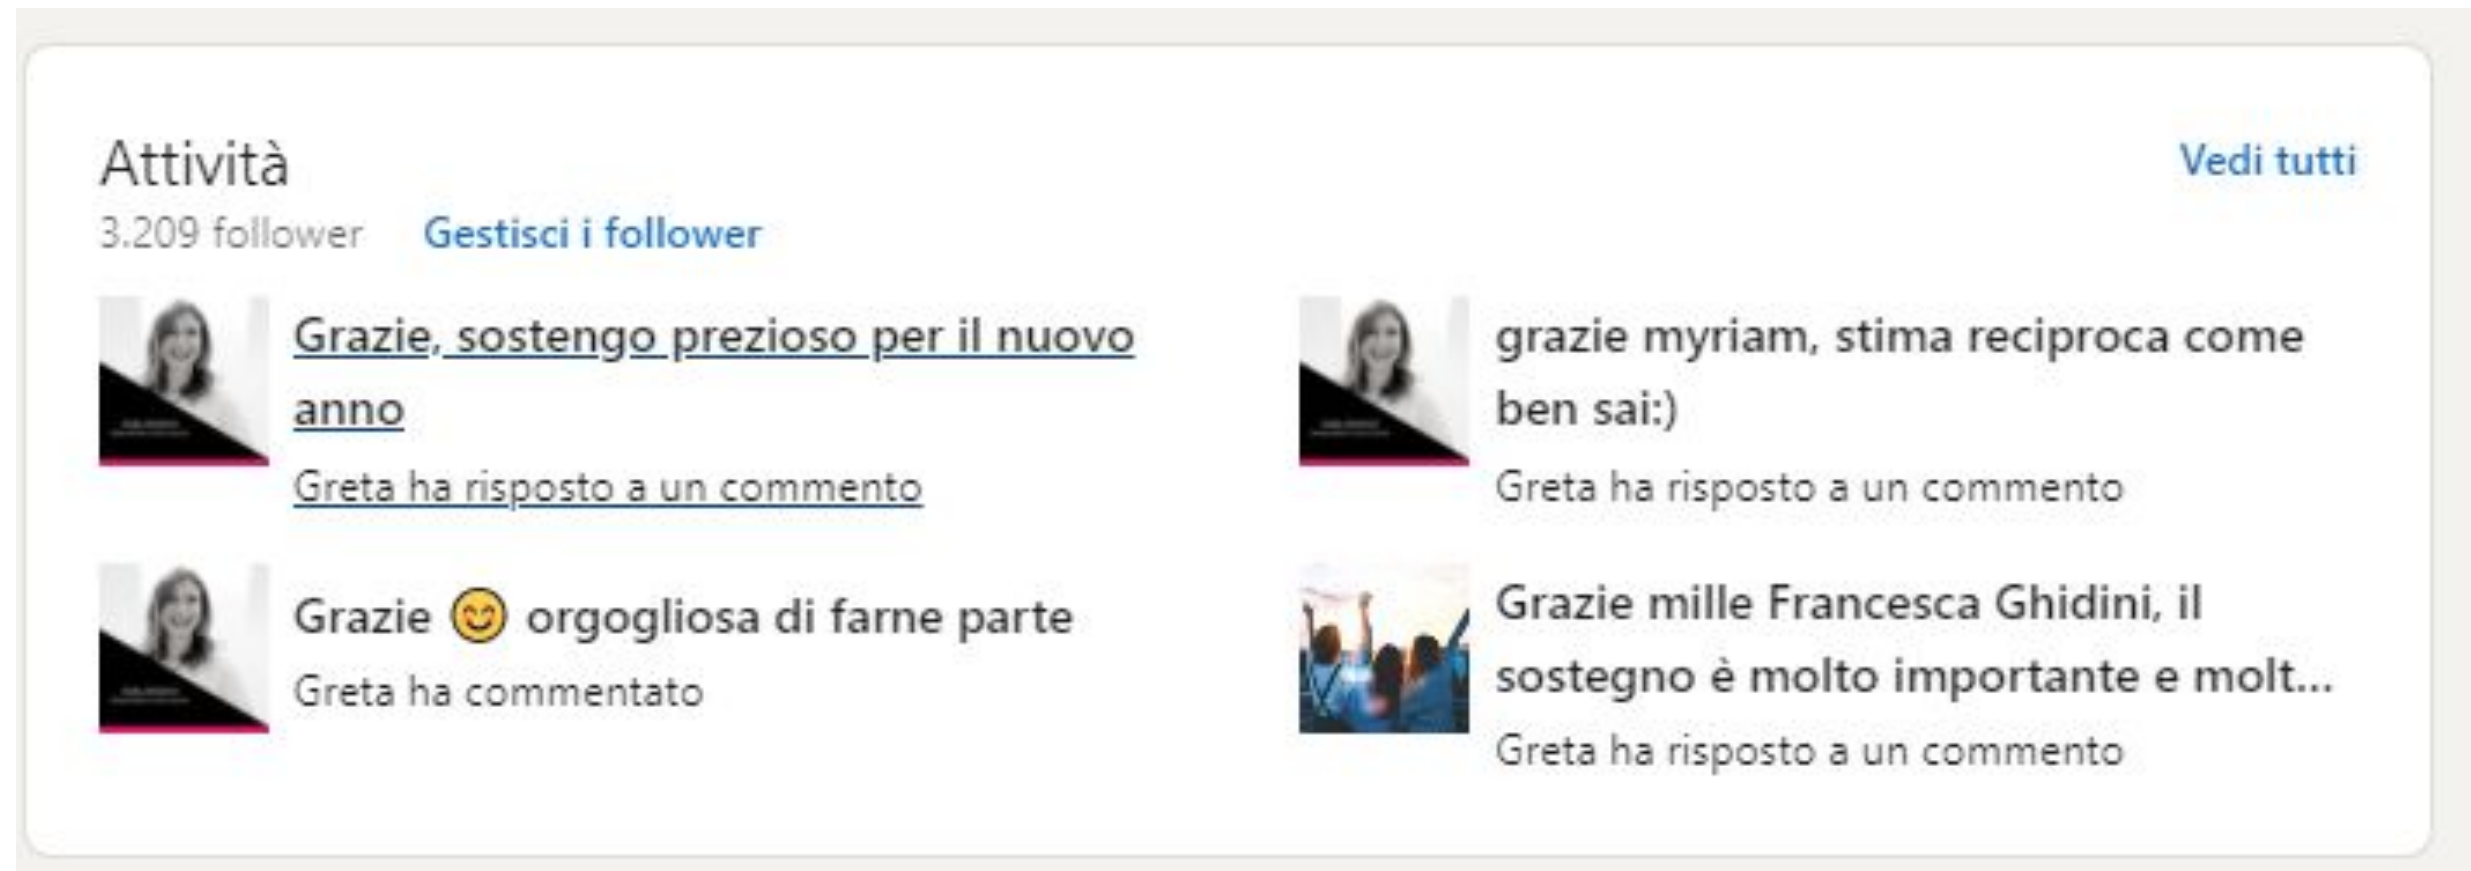 Attività
Vedi tutti
3.209 follower
Gestisci i follower
Grazie, sostengo prezioso per il nuovo
anno
Greta ha risposto a un commento
grazie myriam, stima reciproca come
ben sai:)
Greta ha risposto a un commento
Grazie 😊 orgogliosa di farne parte
Greta ha commentato
Grazie mille Francesca Ghidini, il
sostegno è molto importante e molt...
Greta ha risposto a un commento